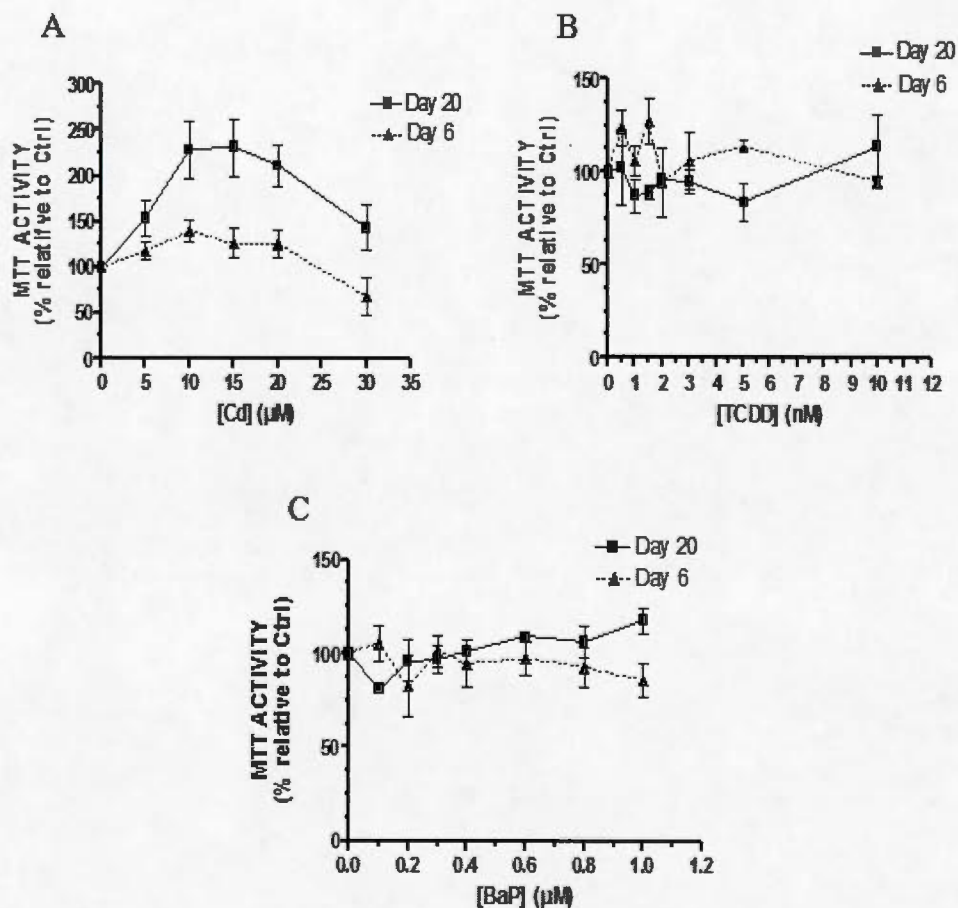 A
Day 20
Day 6
MTT ACTIVITY
(% relatifve to Ctrl)
300
250
200
150
100
50
0
0 5 10 15 20 25 30 35
[Cd] (µM)
B
Day 20
Day 6
MTT ACTIVITY
(% relative to Ctrl)
150
100
50
0
0 1 2 3 4 5 6 7 8 9 10 11 12
[TCDD] (nM)
C
Day 20
Day 6
MTT ACTIVITY
(% relative to Ctrl)
150
100
50
0
0.0 0.2 0.4 0.6 0.8 1.0 1.2
[BaP] (µM)